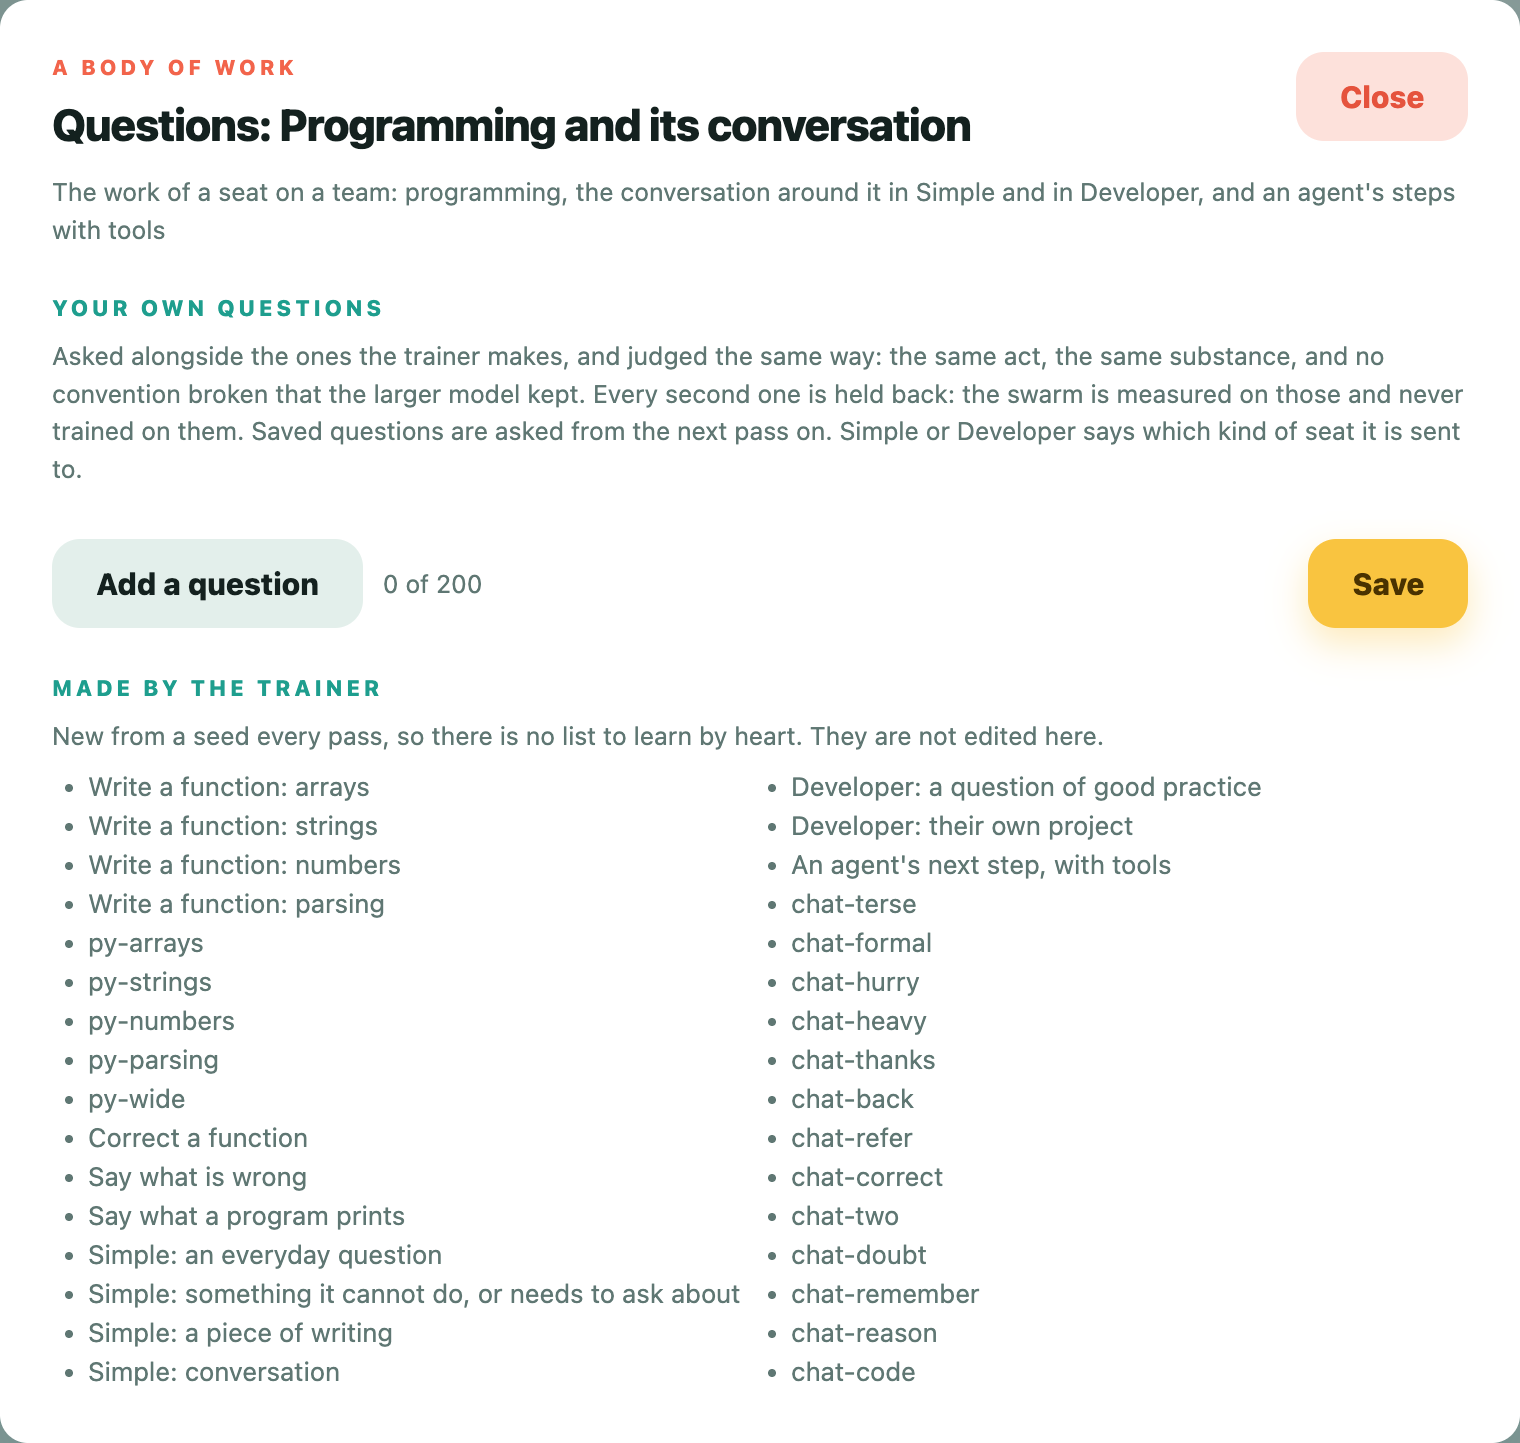 A BODY OF WORK
Close
Questions: Programming and its conversation
The work of a seat on a team: programming, the conversation around it in Simple and in Developer, and an agent's steps
with tools
YOUR OWN QUESTIONS
Asked alongside the ones the trainer makes, and judged the same way: the same act, the same substance, and no
convention broken that the larger model kept. Every second one is held back: the swarm is measured on those and never
trained on them. Saved questions are asked from the next pass on. Simple or Developer says which kind of seat it is sent
to.
Add a question
0 of 200
Save
MADE BY THE TRAINER
New from a seed every pass, so there is no list to learn by heart. They are not edited here.
• Write a function: arrays
• Write a function: strings
• Write a function: numbers
• Write a function: parsing
• py-arrays
• py-strings
• py-numbers
• py-parsing
• py-wide
• Correct a function
• Say what is wrong
• Say what a program prints
• Simple: an everyday question
• Simple: something it cannot do, or needs to ask about
• Simple: a piece of writing
• Simple: conversation
• Developer: a question of good practice
• Developer: their own project
• An agent's next step, with tools
• chat-terse
• chat-formal
• chat-hurry
• chat-heavy
• chat-thanks
• chat-back
• chat-refer
• chat-correct
• chat-two
• chat-doubt
• chat-remember
• chat-reason
• chat-code